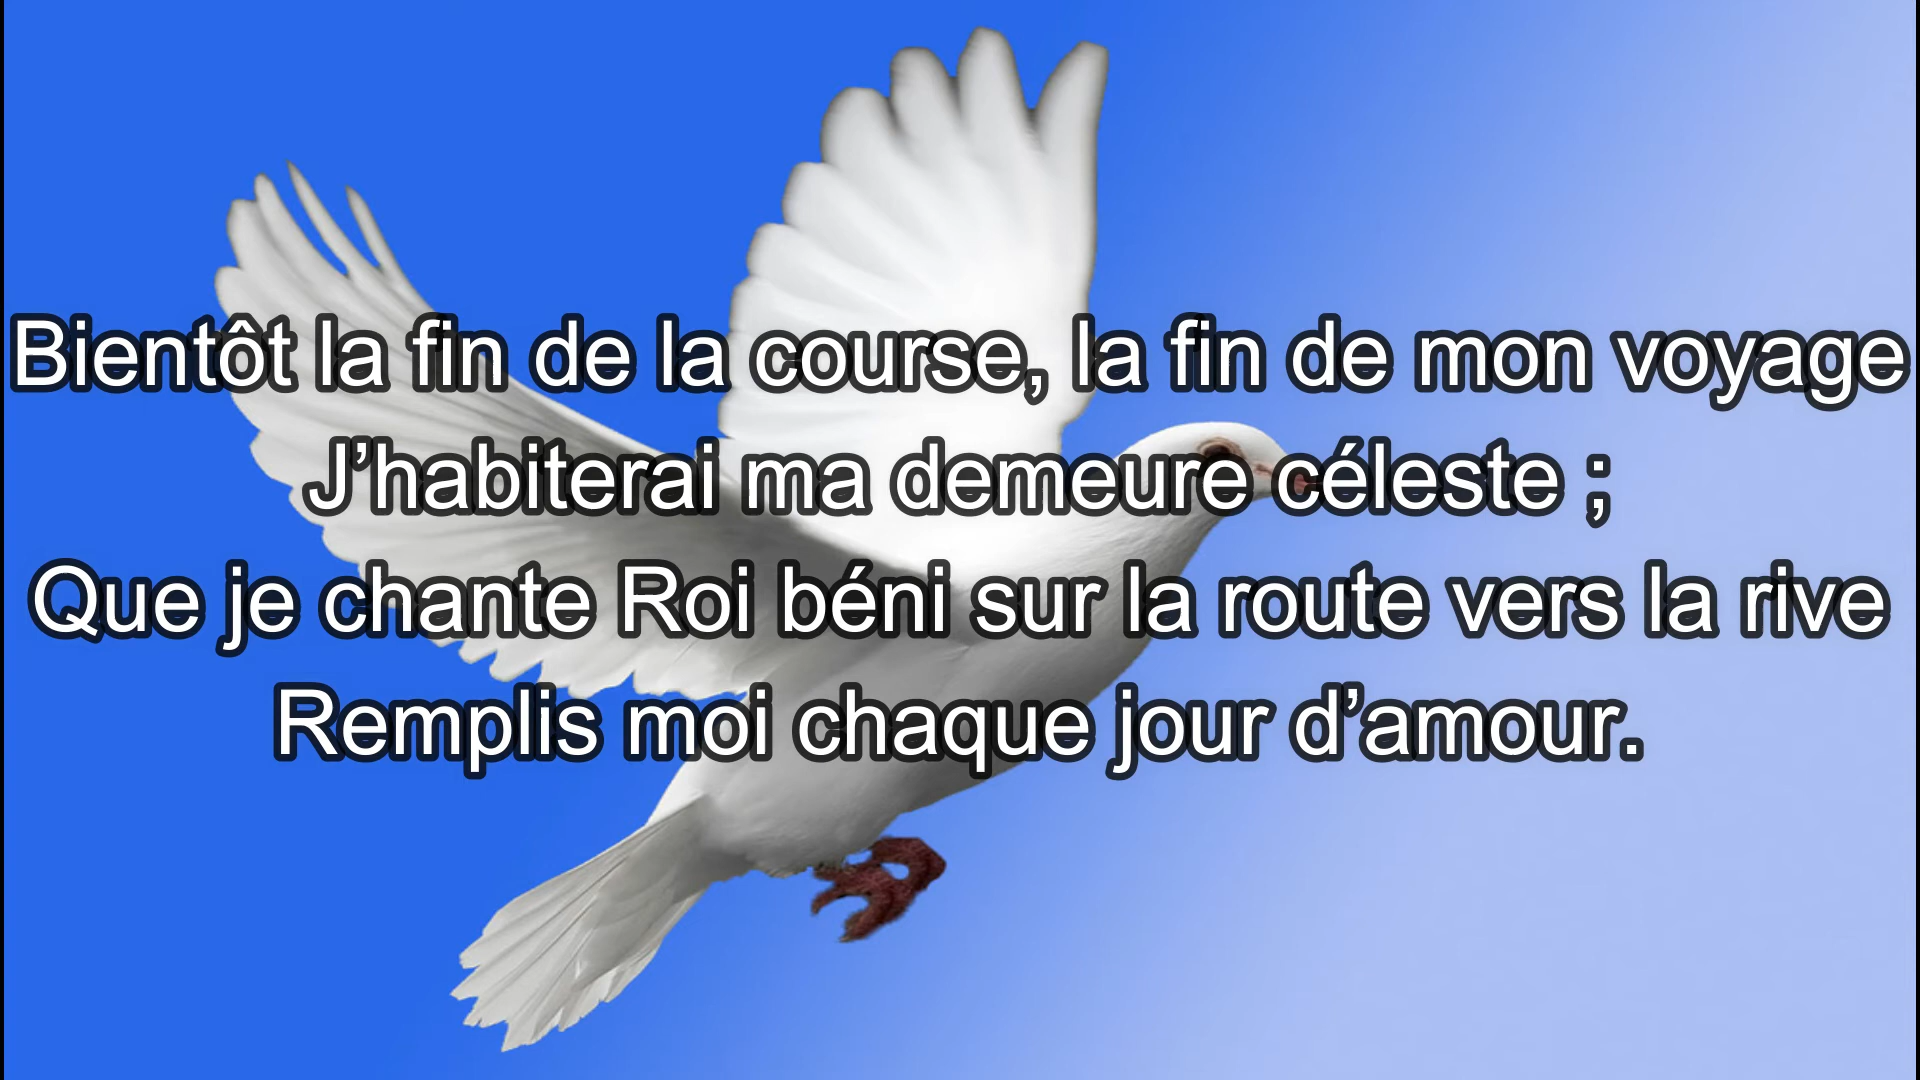 Bientôt la fin de la course, la fin de mon voyage
J’habiterai ma demeure céleste ;
Que je chante Roi béni sur la route vers la rive
Remplis moi chaque jour d’amour.